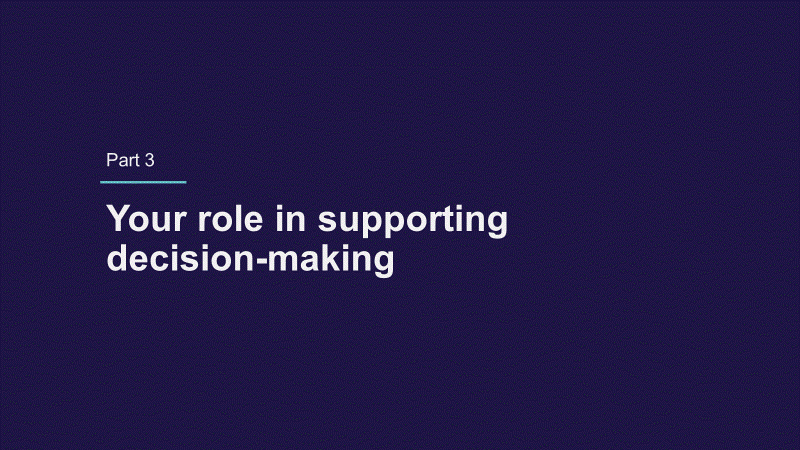 Part 3
Your role in supporting
decision-making